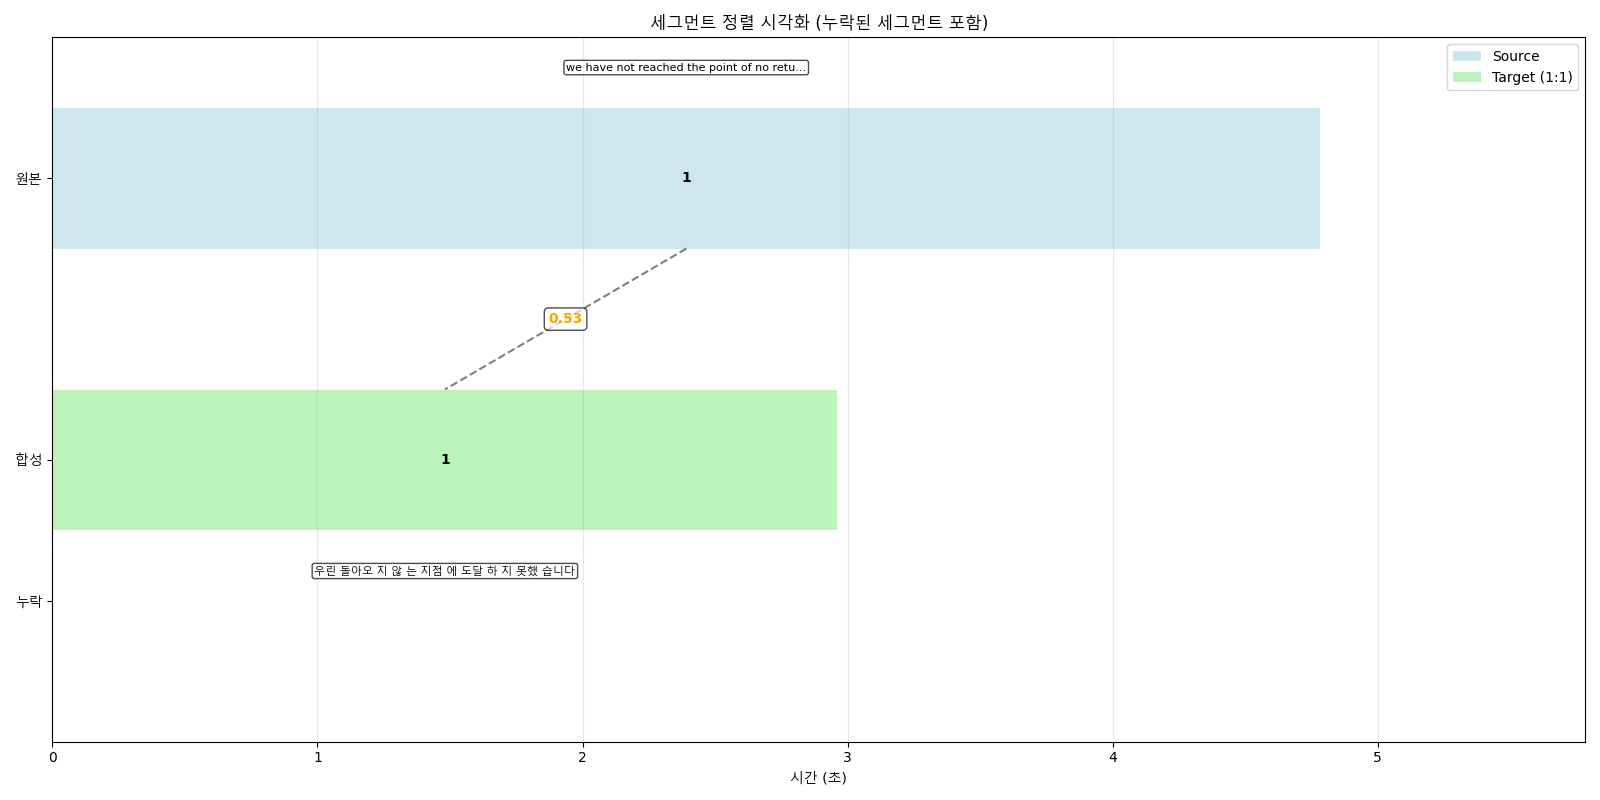 세그먼트 정렬 시각화 (누락된 세그먼트 포함)
we have not reached the point of no retu...
Source
Target (1:1)
원본
1
0.53
합성
1
우린 돌아오 지 않 는 지점 에 도달 하 지 못했 습니다
누락
0 1 2 3 4 5
시간 (초)